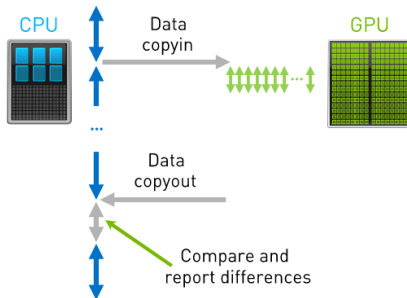 CPU
Data
copyin
GPU
...
...
Data
copyout
Compare and
report differences